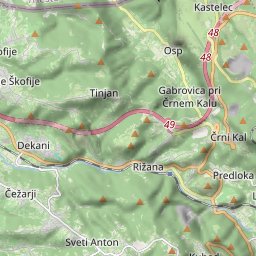 Kastelec
48
ofije
Osp
48
e Škofije
Tinjan
Gabrovica pri
Črnem Kalu
49
Črni Kal
Dekani
Rižana
Predloka
Čežarji
Sveti Anton